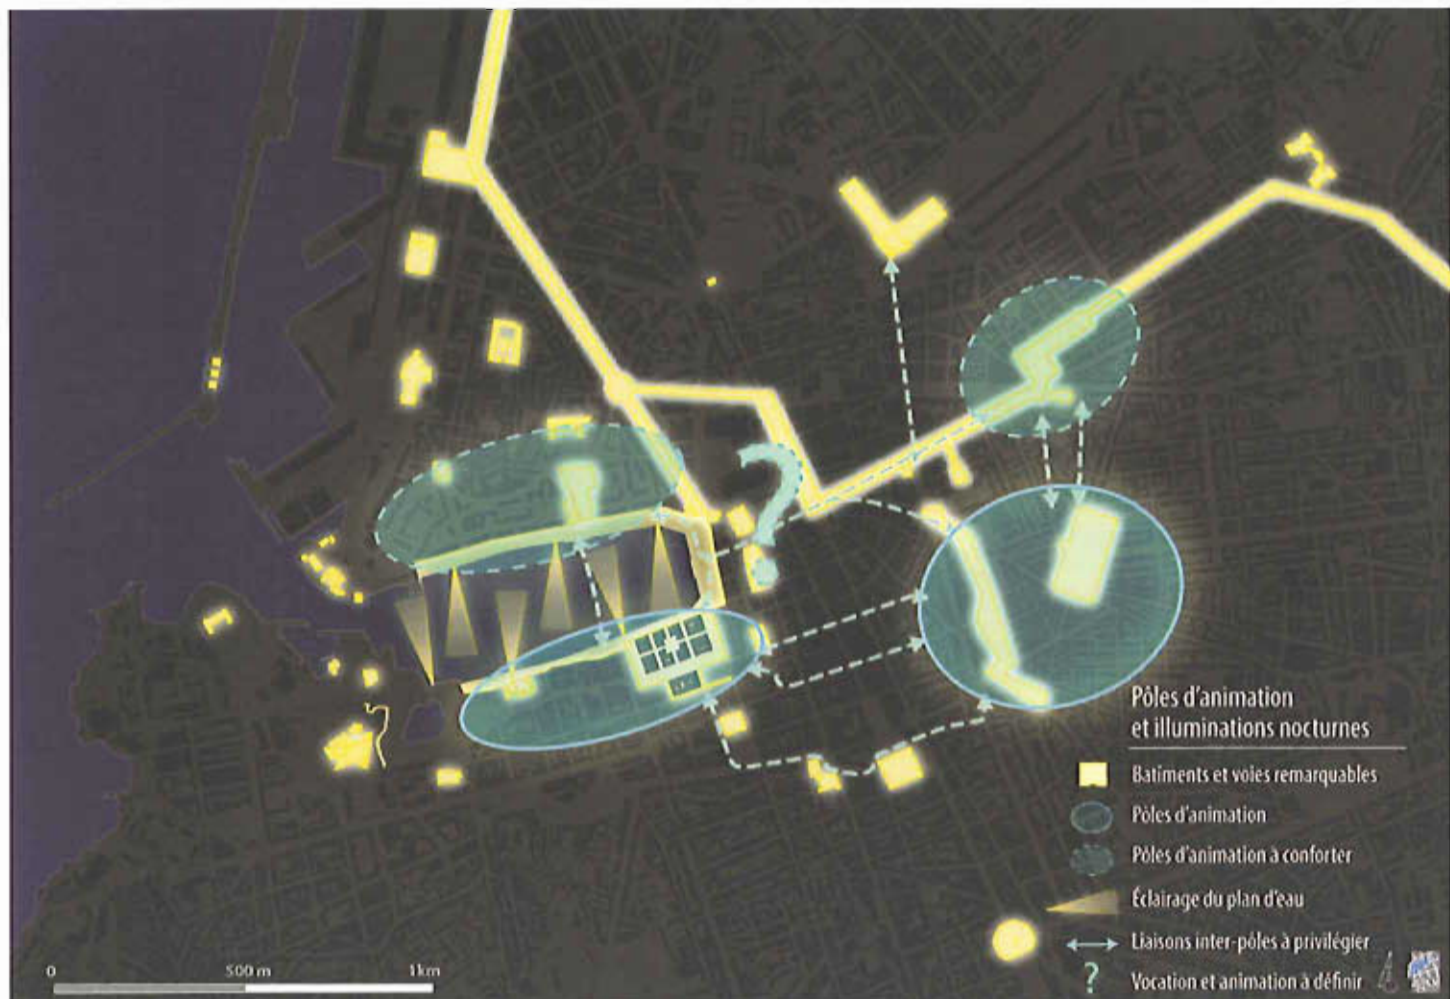 Pôles d'animation
et illuminations nocturnes
Batiments et voies remarquables
Pôles d'animation
Pôles d'animation à conforter
Éclairage du plan d'eau
Liaisons inter-pôles à privilégier
? Vocation et animation à définir
?
0 500 m 1km